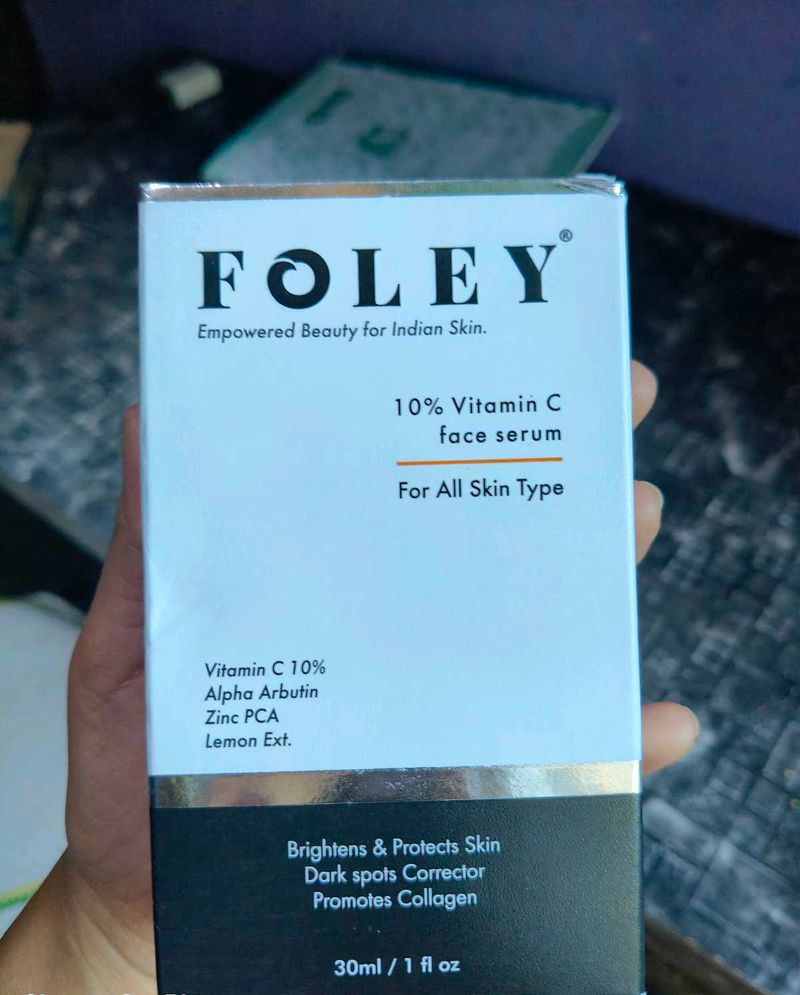 FOLEY®
Empowered Beauty for Indian Skin.
10% Vitamin C
face serum
For All Skin Type
Vitamin C 10%
Alpha Arbutin
Zinc PCA
Lemon Ext.
Brightens & Protects Skin
Dark spots Corrector
Promotes Collagen
30ml / 1 fl oz